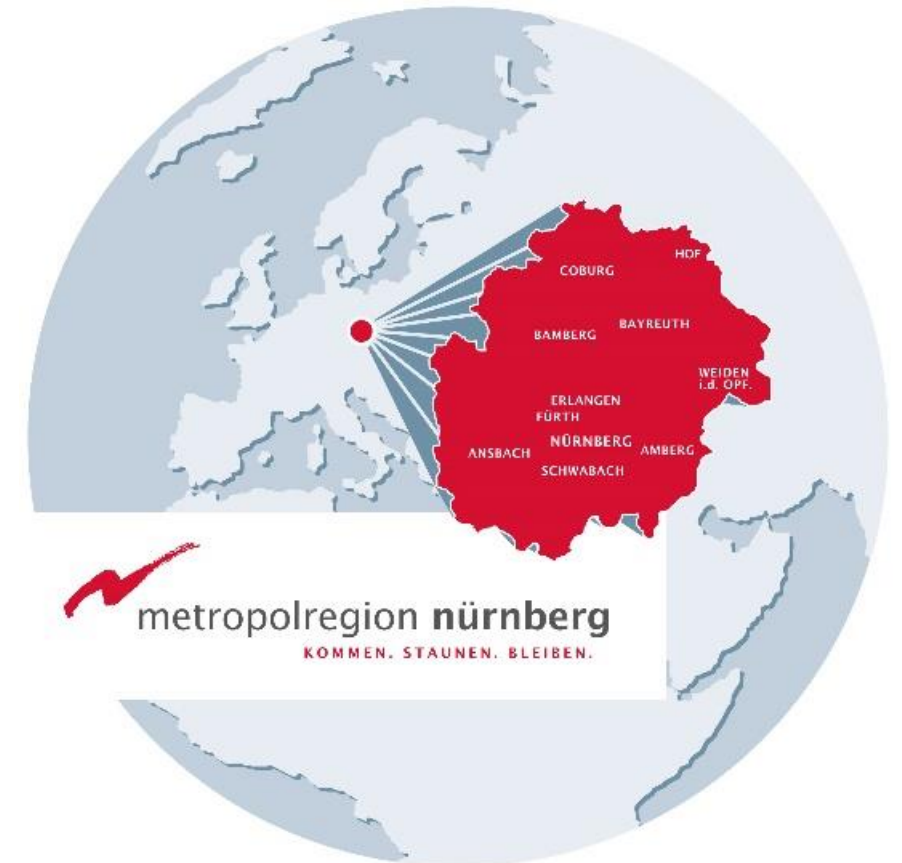 HOF
COBURG
BAYREUTH
BAMBERG
WEIDEN
i.d. OPF.
ERLANGEN
FÜRTH
NÜRNBERG
AMBERG
ANSBACH
SCHWABACH
metropolregion nürnberg
KOMMEN. STAUNEN. BLEIBEN.